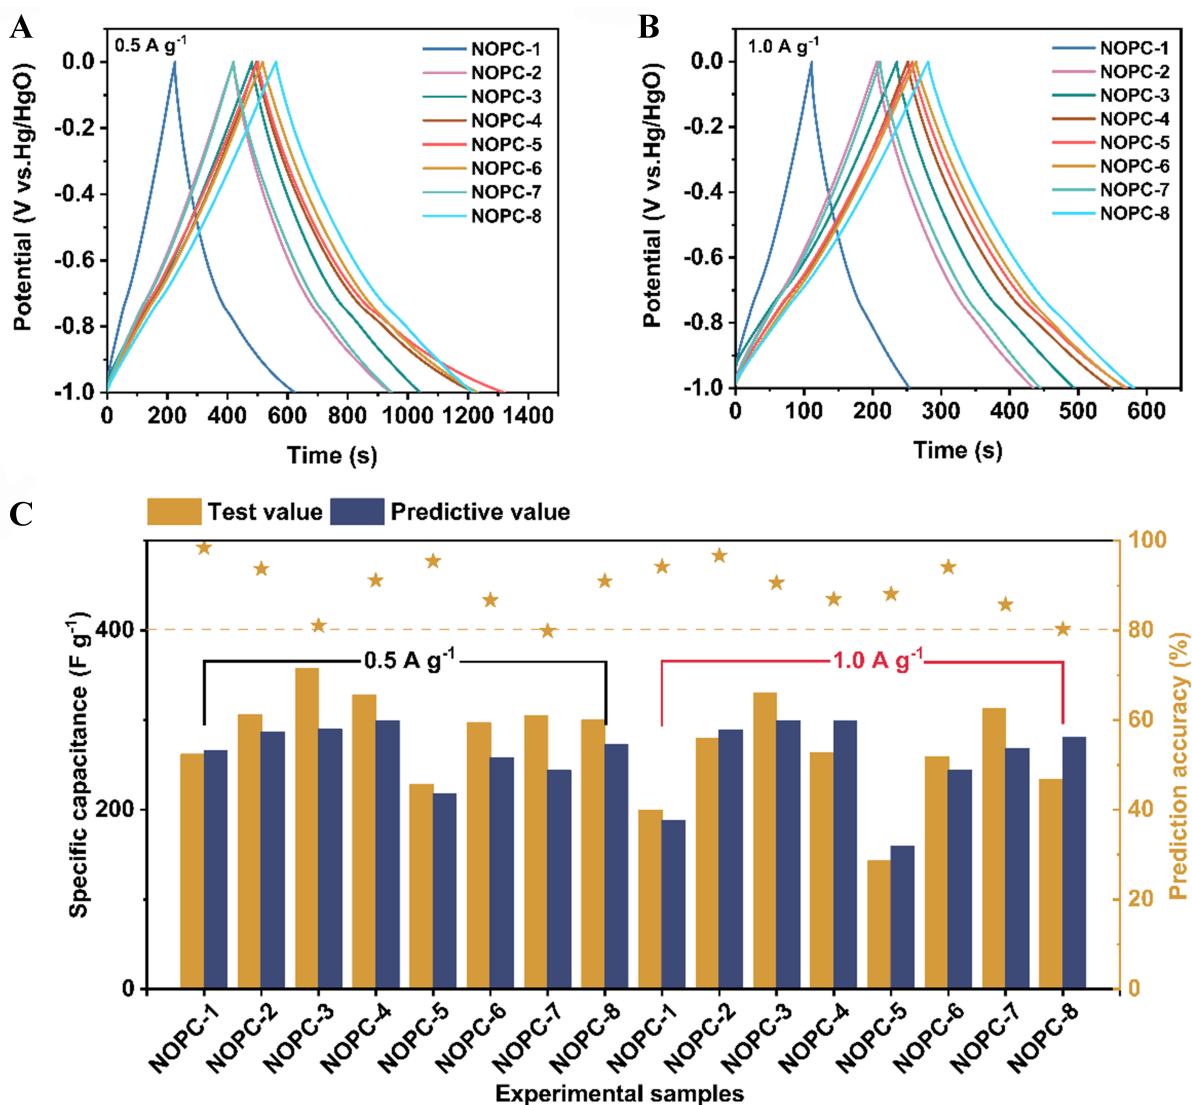 A
0.5 A g-1
NOPC-1
NOPC-2
NOPC-3
NOPC-4
NOPC-5
NOPC-6
NOPC-7
NOPC-8
0.0
-0.2
-0.4
-0.6
-0.8
-1.0
Potential (V vs.Hg/HgO)
0 200 400 600 800 1000 1200 1400
Time (s)
B
1.0 A g-1
NOPC-1
NOPC-2
NOPC-3
NOPC-4
NOPC-5
NOPC-6
NOPC-7
NOPC-8
0.0
-0.2
-0.4
-0.6
-0.8
-1.0
Potential (V vs.Hg/HgO)
0 100 200 300 400 500 600
Time (s)
C
Test value Predictive value
400
200
0
Specific capacitance (F g-1)
0.5 A g-1
1.0 A g-1
100
80
60
40
20
0
Prediction accuracy (%)
NOPC-1 NOPC-2 NOPC-3 NOPC-4 NOPC-5 NOPC-6 NOPC-7 NOPC-8 NOPC-1 NOPC-2 NOPC-3 NOPC-4 NOPC-5 NOPC-6 NOPC-7 NOPC-8
Experimental samples